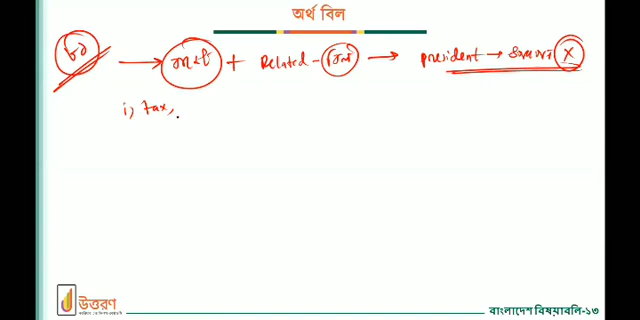 অর্থ বিল
৮১ → অর্থ + Related - বিল → president → সম্মতি X
i) tax,
উত্তরণ
বাংলাদেশ বিষয়াবলি-১৩